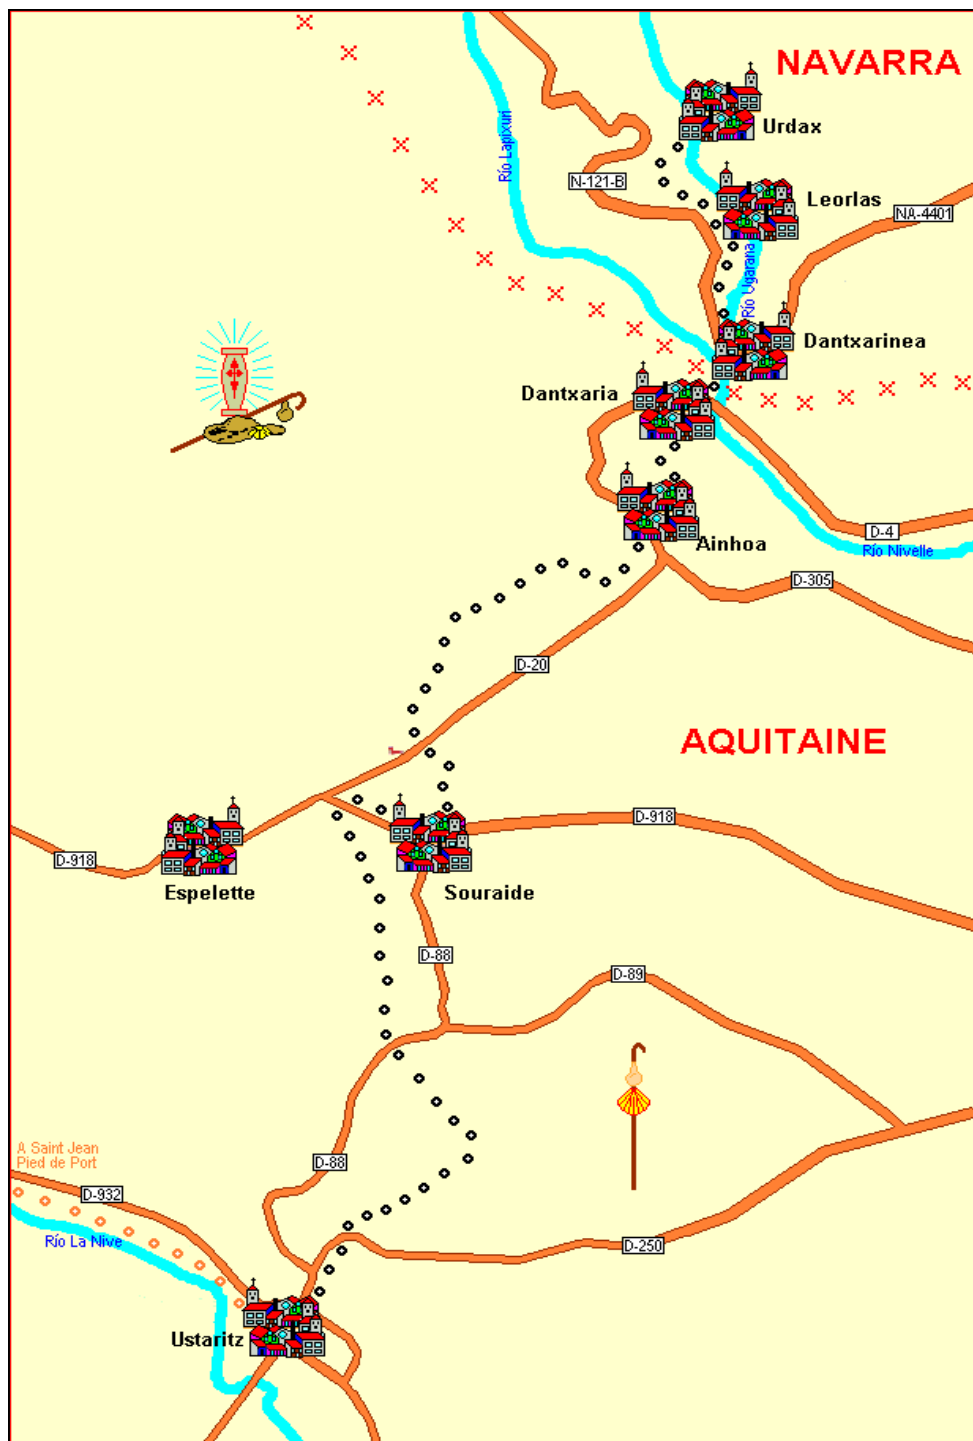 NAVARRA
Urdax
Río Lapixuri
N-121-B
Leorlas
NA-4401
Río Ugarana
Dantxarinea
Dantxaria
D-4
Ainhoa
Río Nivelle
D-305
D-20
AQUITAINE
D-918
D-918
Espelette
Souraide
D-88
D-89
A Saint Jean
Pied de Port
D-88
D-932
Río La Nive
D-250
Ustaritz